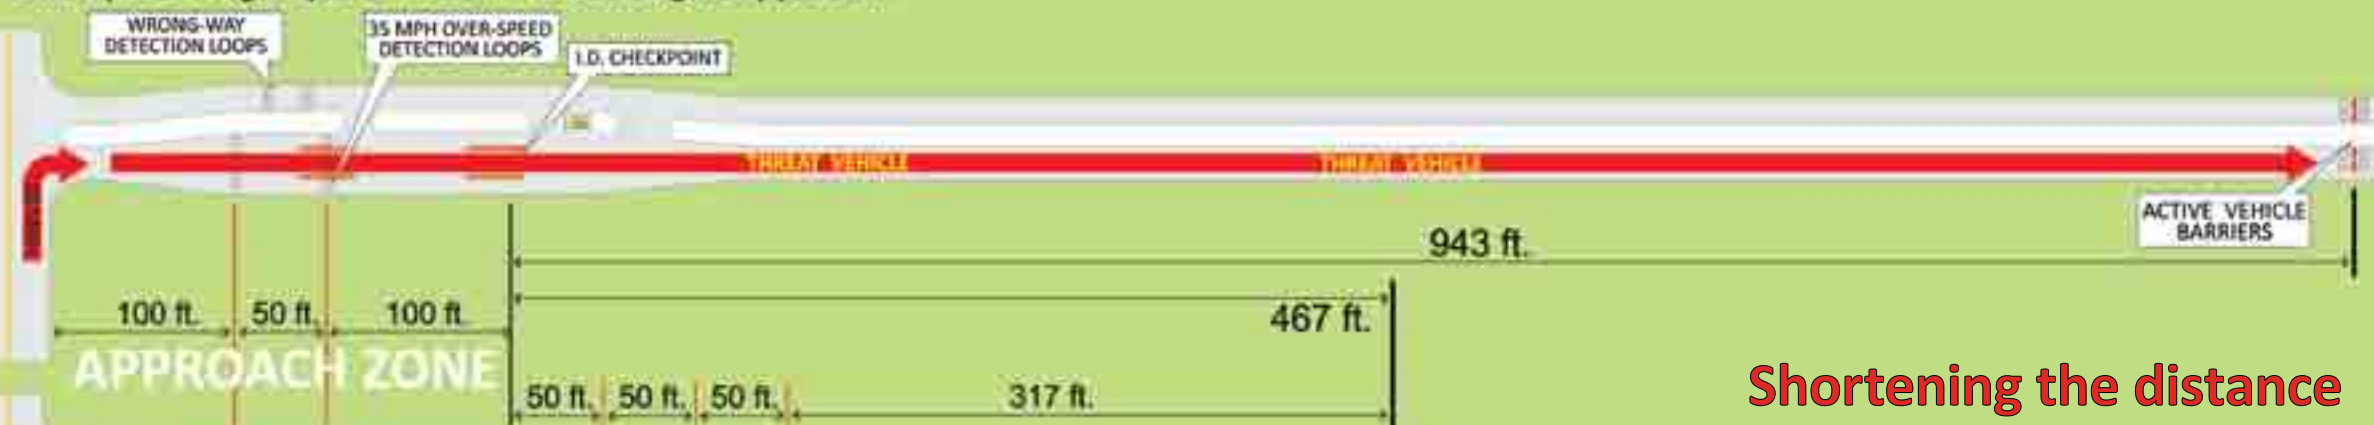 WRONG-WAY
DETECTION LOOPS
35 MPH OVER-SPEED
DETECTION LOOPS
I.D. CHECKPOINT
THREAT VEHICLE
THREAT VEHICLE
ACTIVE VEHICLE
BARRIERS
943 ft.
100 ft.
50 ft.
100 ft.
467 ft.
APPROACH ZONE
50 ft.
50 ft.
50 ft.
317 ft.
Shortening the distance